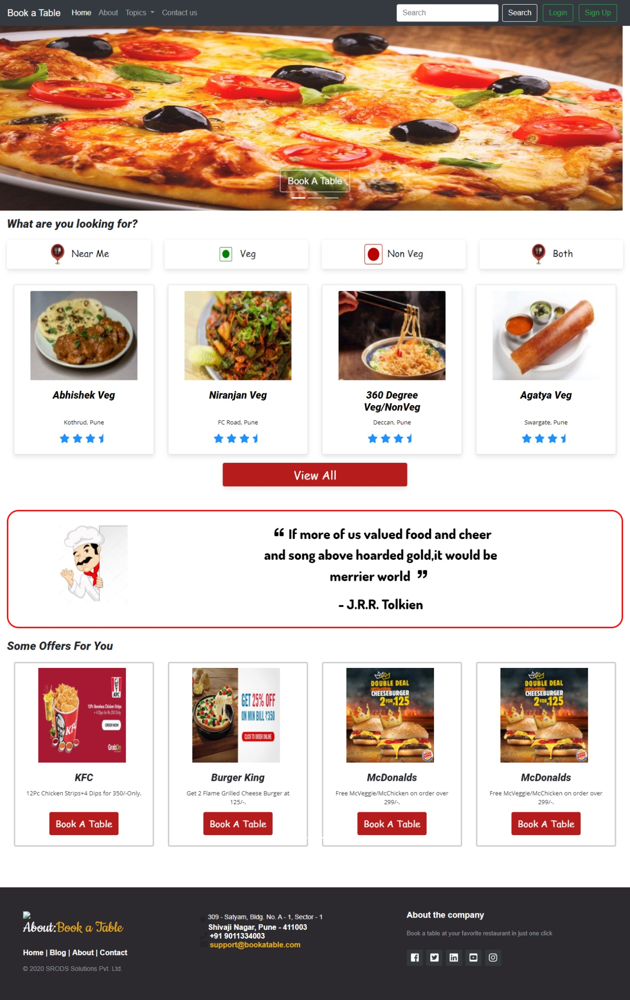 Book a Table Home About Topics Contact us Search Search Login Sign Up
Book A Table
What are you looking for?
Near Me Veg Non Veg Both
Abhishek Veg
Kothrud, Pune
Niranjan Veg
FC Road, Pune
360 Degree
Veg/NonVeg
Deccan, Pune
Agatya Veg
Swargate, Pune
View All
“ If more of us valued food and cheer
and song above hoarded gold,it would be
merrier world ”
- J.R.R. Tolkien
Some Offers For You
KFC
12Pc Boneless Chicken Strips
+ 4 Dips for Rs 350 Only
ORDER NOW
KFC
GrabOn
KFC
12Pc Chicken Strips+4 Dips for 350/-Only.
Book A Table
GET 25% OFF
ON MIN BILL ₹350
CLICK TO ORDER ONLINE
Burger King
Get 2 Flame Grilled Cheese Burger at
125/-.
Book A Table
DOUBLE DEAL
CHEESEBURGER
2 FOR 125
BURGER KING
McDonalds
Free McVeggie/McChicken on order over
299/-.
Book A Table
DOUBLE DEAL
CHEESEBURGER
2 FOR 125
BURGER KING
McDonalds
Free McVeggie/McChicken on order over
299/-.
Book A Table
About:Book a Table
Home | Blog | About | Contact
© 2020 SRODS Solutions Pvt. Ltd.
309 - Satyam, Bldg. No. A - 1, Sector - 1
Shivaji Nagar, Pune - 411003
+91 9011334003
support@bookatable.com
About the company
Book a table at your favorite restaurant in just one click